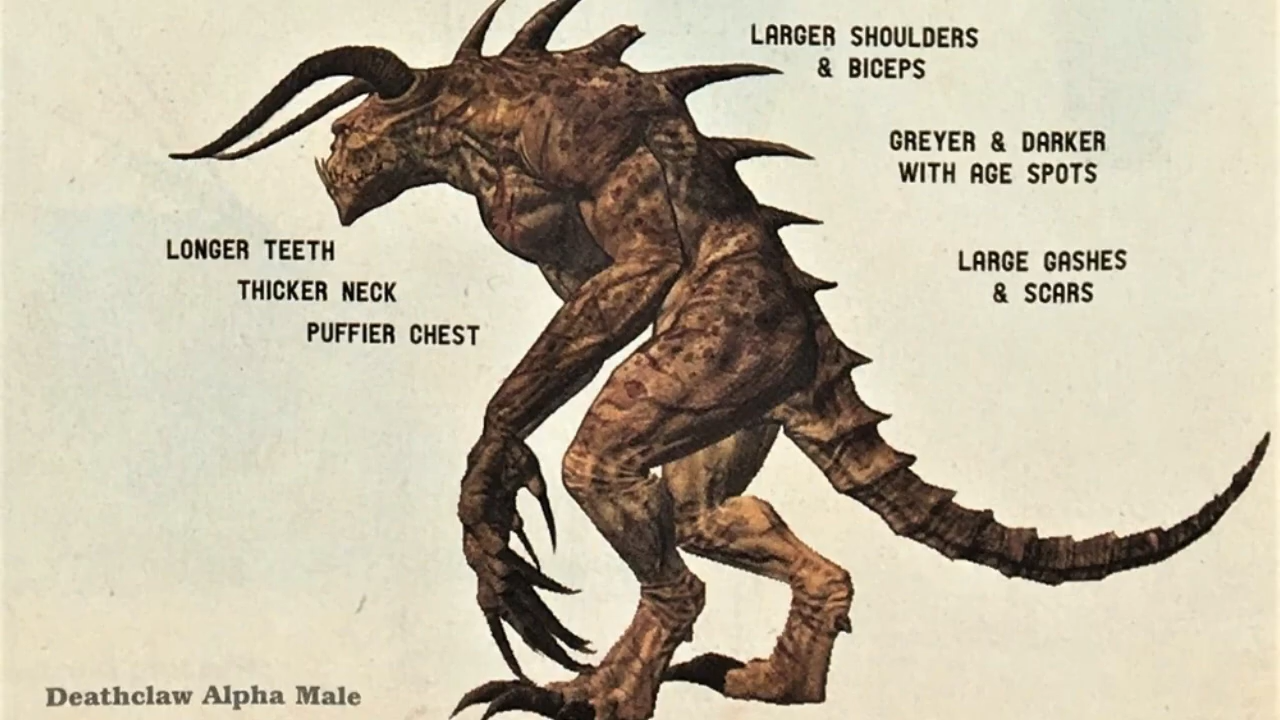 LARGER SHOULDERS
& BICEPS
GREYER & DARKER
WITH AGE SPOTS
LONGER TEETH
THICKER NECK
PUFFIER CHEST
LARGE GASHES
& SCARS
Deathclaw Alpha Male